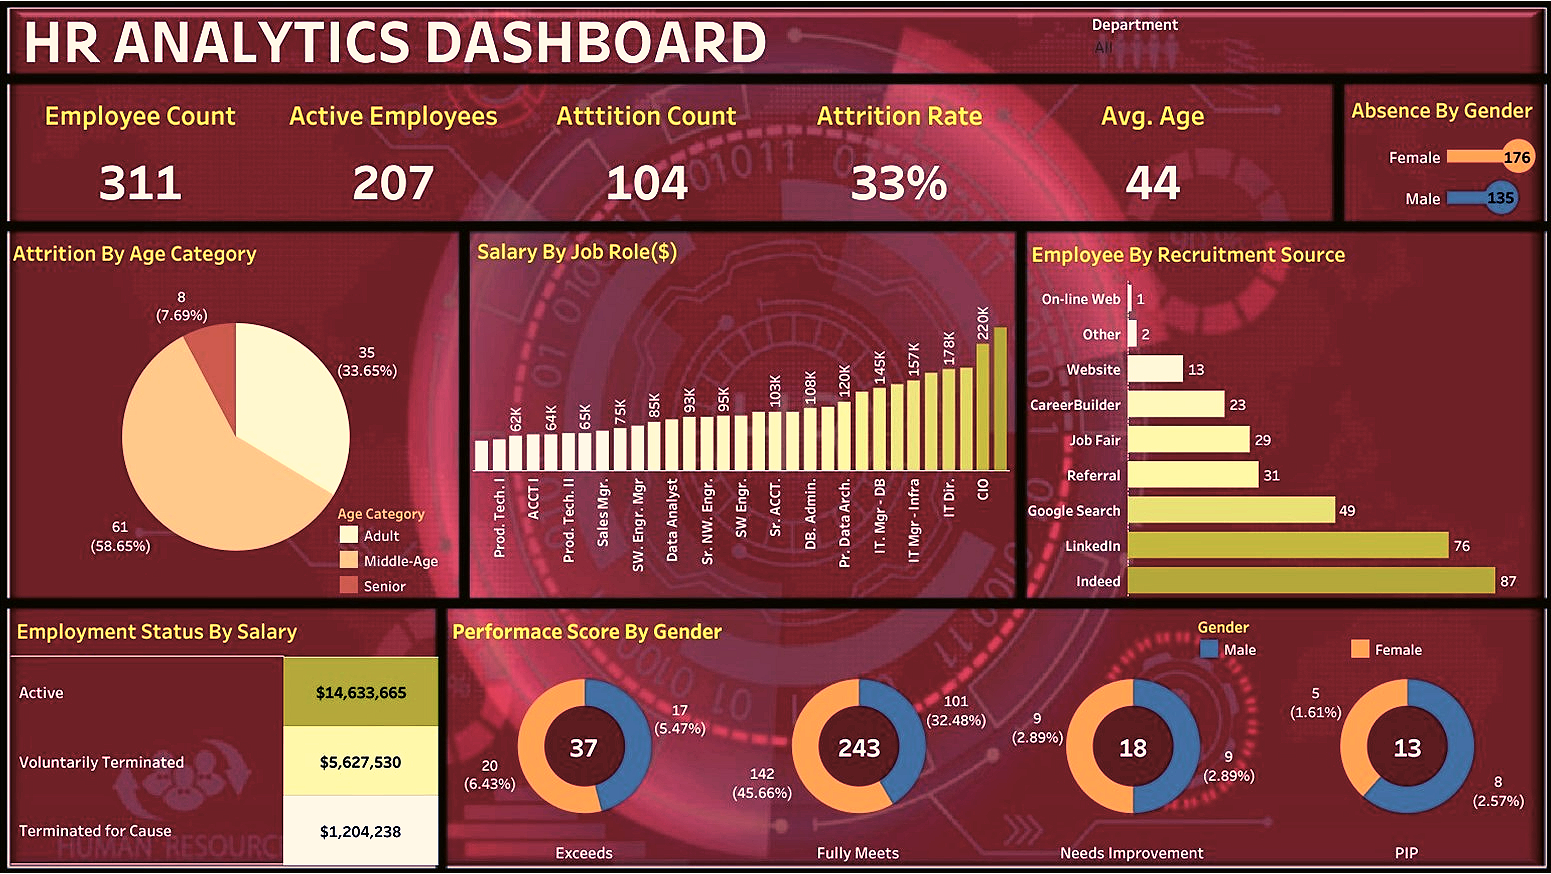 HR ANALYTICS DASHBOARD
Department
All
Employee Count
Active Employees
Atttition Count
Attrition Rate
Avg. Age
311
207
104
33%
44
Absence By Gender
Female 176
Male 135
Attrition By Age Category
8
(7.69%)
35
(33.65%)
61
(58.65%)
Age Category
Adult
Middle-Age
Senior
Salary By Job Role($)
62K
64K
65K
75K
85K
93K
95K
103K
108K
120K
145K
157K
178K
220K
Prod. Tech. I
ACCT I
Prod. Tech. II
Sales Mgr.
SW. Engr. Mgr
Data Analyst
Sr. NW. Engr.
SW Engr.
Sr. ACCT.
DB. Admin.
Pr. Data Arch.
IT. Mgr - DB
IT Mgr - Infra
IT Dir.
CIO
Employee By Recruitment Source
On-line Web 1
Other 2
Website 13
CareerBuilder 23
Job Fair 29
Referral 31
Google Search 49
LinkedIn 76
Indeed 87
Employment Status By Salary
Active $14,633,665
Voluntarily Terminated $5,627,530
Terminated for Cause $1,204,238
HUMAN RESOURC
Performace Score By Gender
Gender
Male
Female
37
17
(5.47%)
20
(6.43%)
Exceeds
243
101
(32.48%)
142
(45.66%)
Fully Meets
18
9
(2.89%)
9
(2.89%)
Needs Improvement
13
5
(1.61%)
8
(2.57%)
PIP